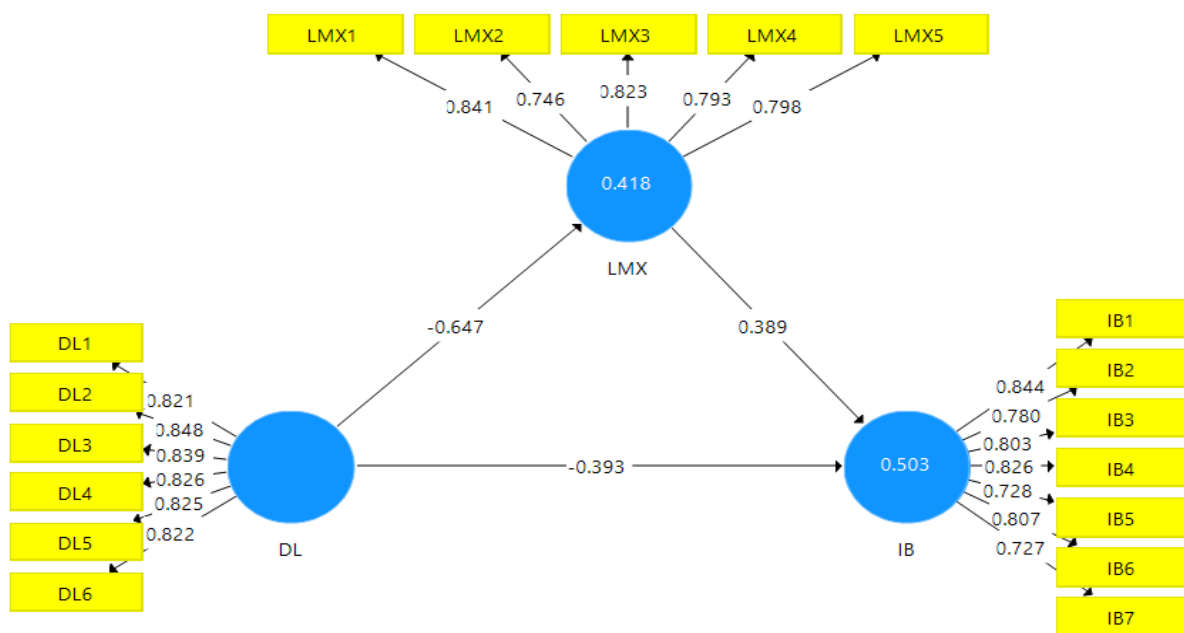 LMX1 LMX2 LMX3 LMX4 LMX5
0.841 0.746 0.823 0.793 0.798
0.418
LMX
-0.647
0.389
DL1
DL2
DL3
DL4
DL5
DL6
0.821
0.848
0.839
0.826
0.825
0.822
DL
-0.393
0.503
IB
0.844
0.780
0.803
0.826
0.728
0.807
0.727
IB1
IB2
IB3
IB4
IB5
IB6
IB7